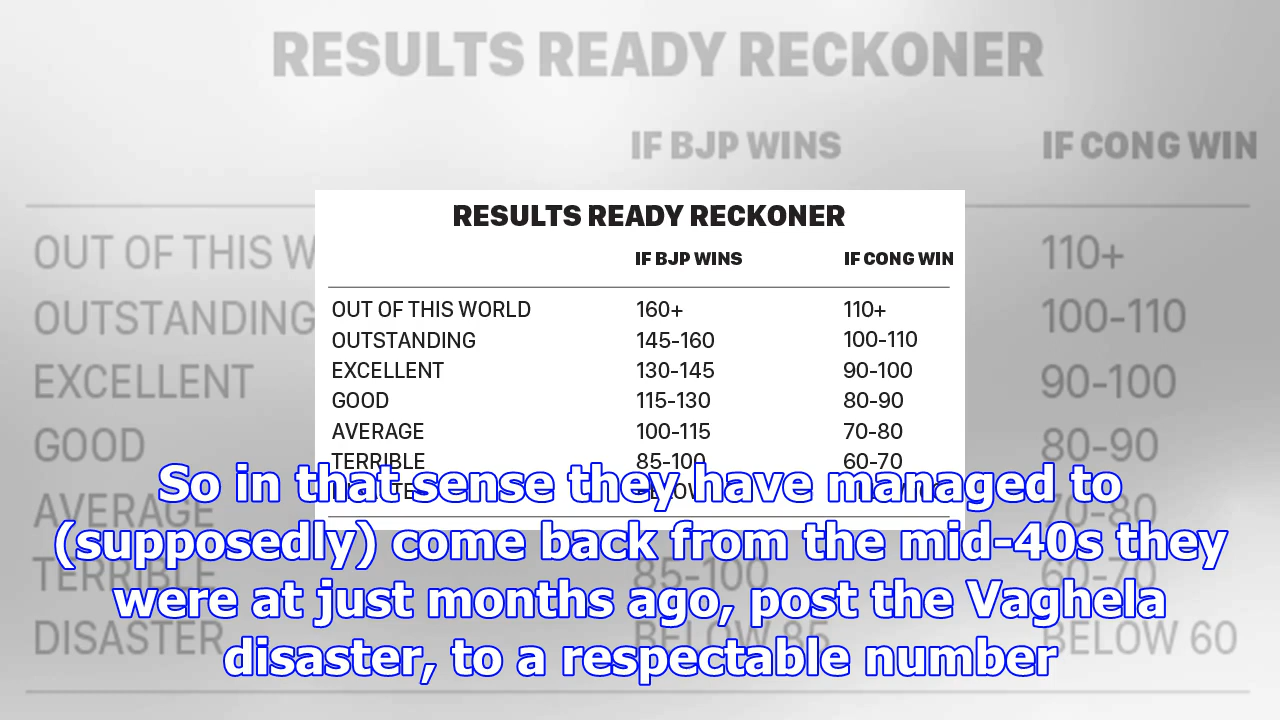 RESULTS READY RECKONER
IF BJP WINS IF CONG WIN
OUT OF THIS W 110+
OUTSTANDING 100-110
EXCELLENT 90-100
GOOD 80-90
AVERAGE 70-80
TERRIBLE 85-100 60-70
DISASTER BELOW 85 BELOW 60
RESULTS READY RECKONER
IF BJP WINS IF CONG WIN
OUT OF THIS WORLD 160+ 110+
OUTSTANDING 145-160 100-110
EXCELLENT 130-145 90-100
GOOD 115-130 80-90
AVERAGE 100-115 70-80
TERRIBLE 85-100 60-70
So in that sense they have managed to
(supposedly) come back from the mid-40s they
were at just months ago, post the Vaghela
disaster, to a respectable number